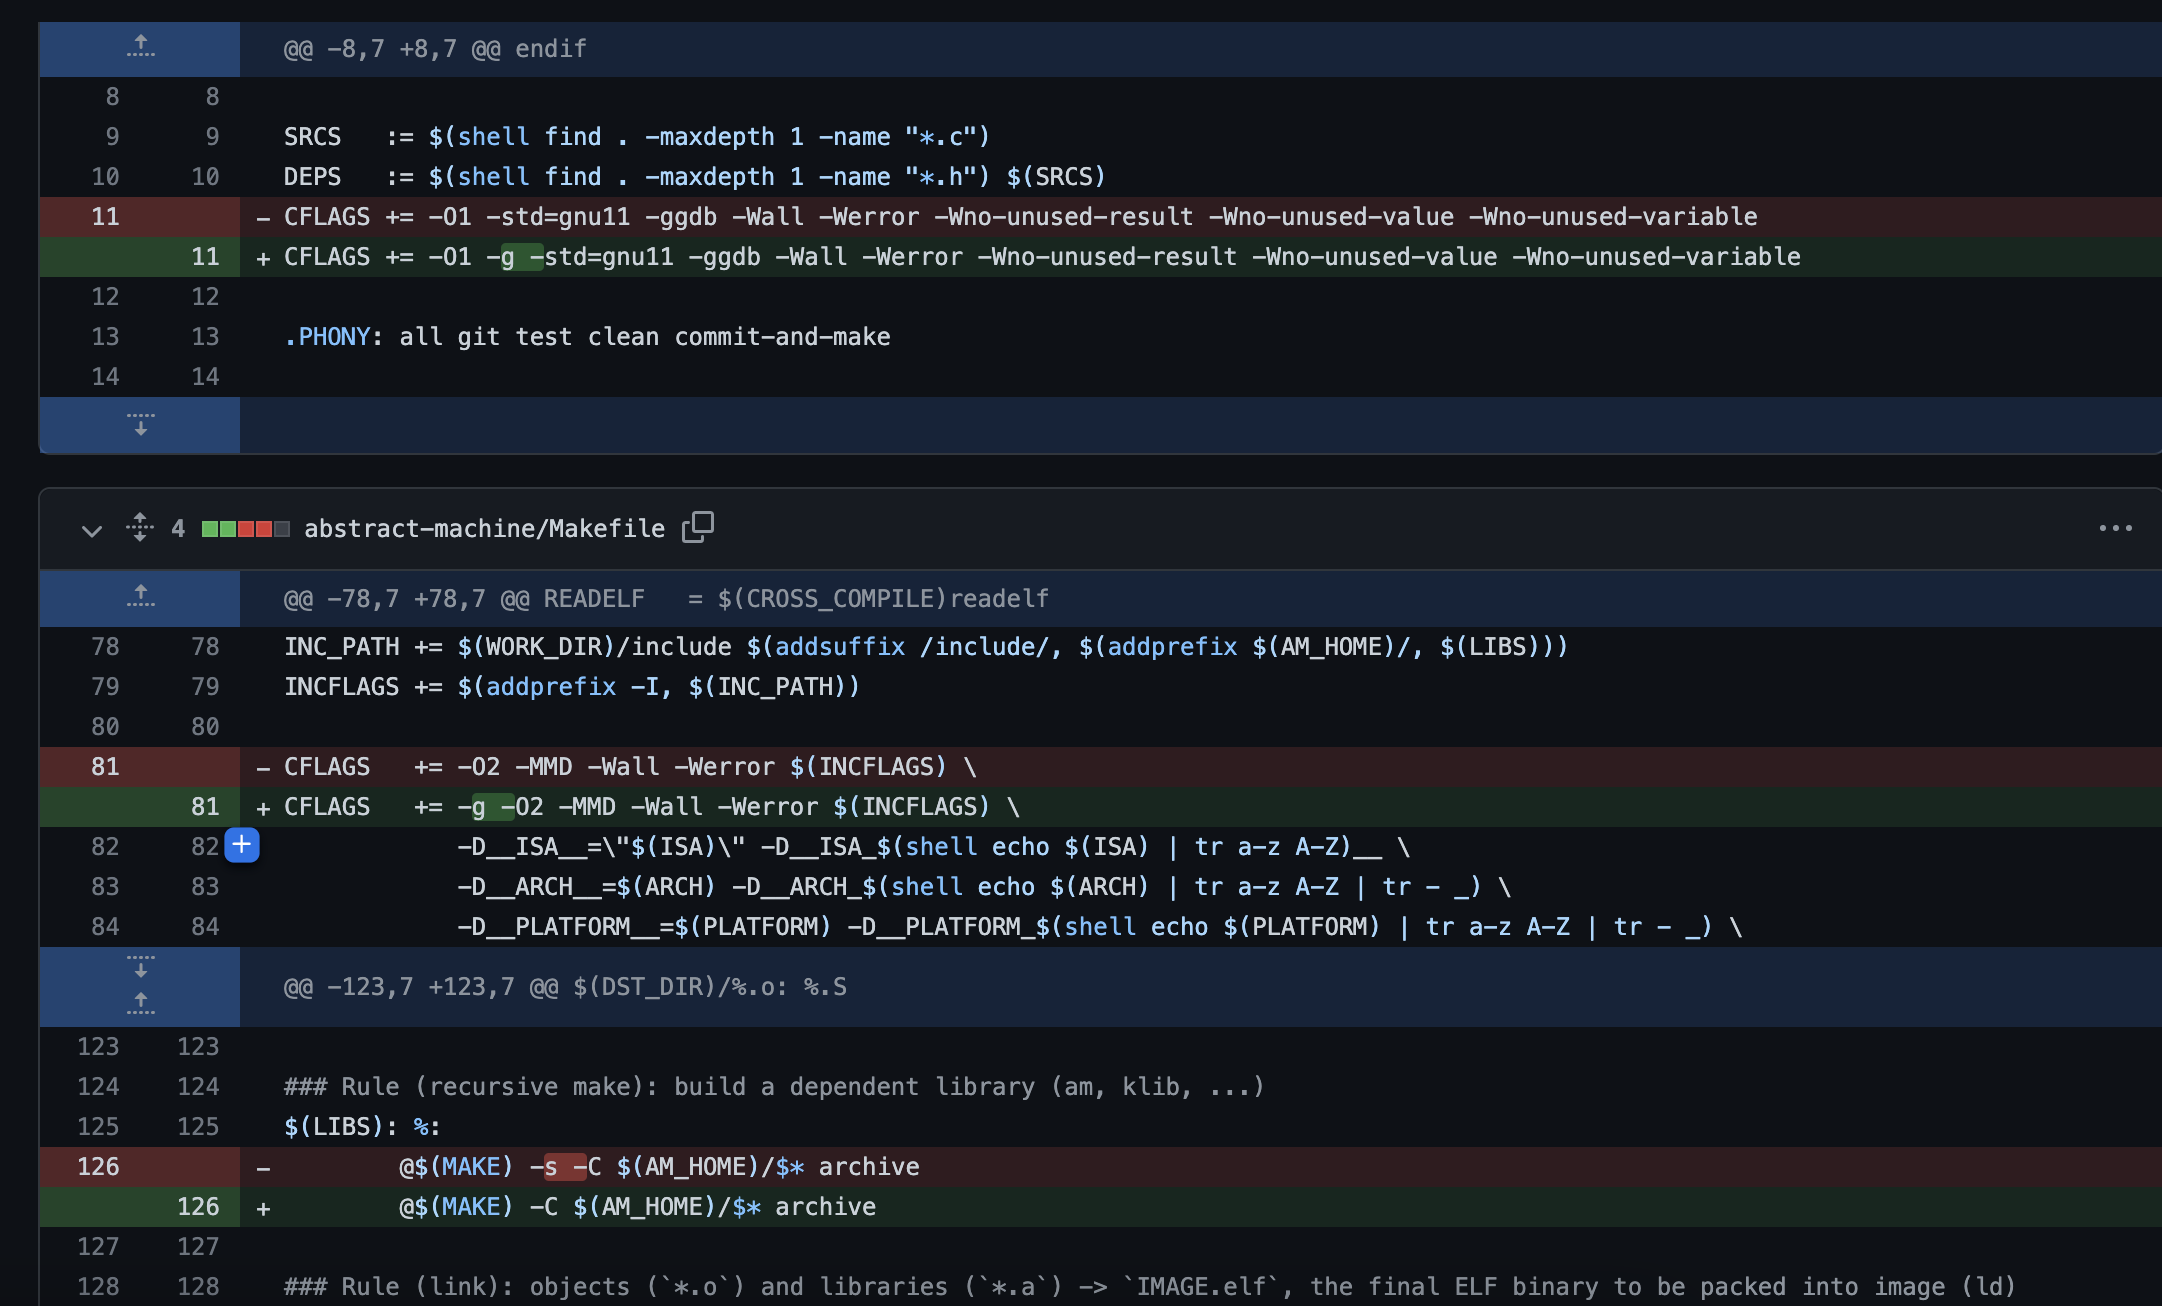 @@ -8,7 +8,7 @@ endif
8 8
9 9 SRCS   := $(shell find . -maxdepth 1 -name "*.c")
10 10 DEPS   := $(shell find . -maxdepth 1 -name "*.h") $(SRCS)
11 - CFLAGS += -O1 -std=gnu11 -ggdb -Wall -Werror -Wno-unused-result -Wno-unused-value -Wno-unused-variable
11 + CFLAGS += -O1 -g -std=gnu11 -ggdb -Wall -Werror -Wno-unused-result -Wno-unused-value -Wno-unused-variable
12 12
13 13 .PHONY: all git test clean commit-and-make
14 14
4 abstract-machine/Makefile
@@ -78,7 +78,7 @@ READELF   = $(CROSS_COMPILE)readelf
78 78 INC_PATH += $(WORK_DIR)/include $(addsuffix /include/, $(addprefix $(AM_HOME)/, $(LIBS)))
79 79 INCFLAGS += $(addprefix -I, $(INC_PATH))
80 80
81 - CFLAGS   += -O2 -MMD -Wall -Werror $(INCFLAGS) \
81 + CFLAGS   += -g -O2 -MMD -Wall -Werror $(INCFLAGS) \
82 82             -D__ISA__=\"$(ISA)\" -D__ISA_$(shell echo $(ISA) | tr a-z A-Z)__ \
83 83             -D__ARCH__=$(ARCH) -D__ARCH_$(shell echo $(ARCH) | tr a-z A-Z | tr - _) \
84 84             -D__PLATFORM__=$(PLATFORM) -D__PLATFORM_$(shell echo $(PLATFORM) | tr a-z A-Z | tr - _) \
@@ -123,7 +123,7 @@ $(DST_DIR)/%.o: %.S
123 123
124 124 ### Rule (recursive make): build a dependent library (am, klib, ...)
125 125 $(LIBS): %:
126 -         @$(MAKE) -s -C $(AM_HOME)/$* archive
126 +         @$(MAKE) -C $(AM_HOME)/$* archive
127 127
128 128 ### Rule (link): objects (`*.o`) and libraries (`*.a`) -> `IMAGE.elf`, the final ELF binary to be packed into image (ld)